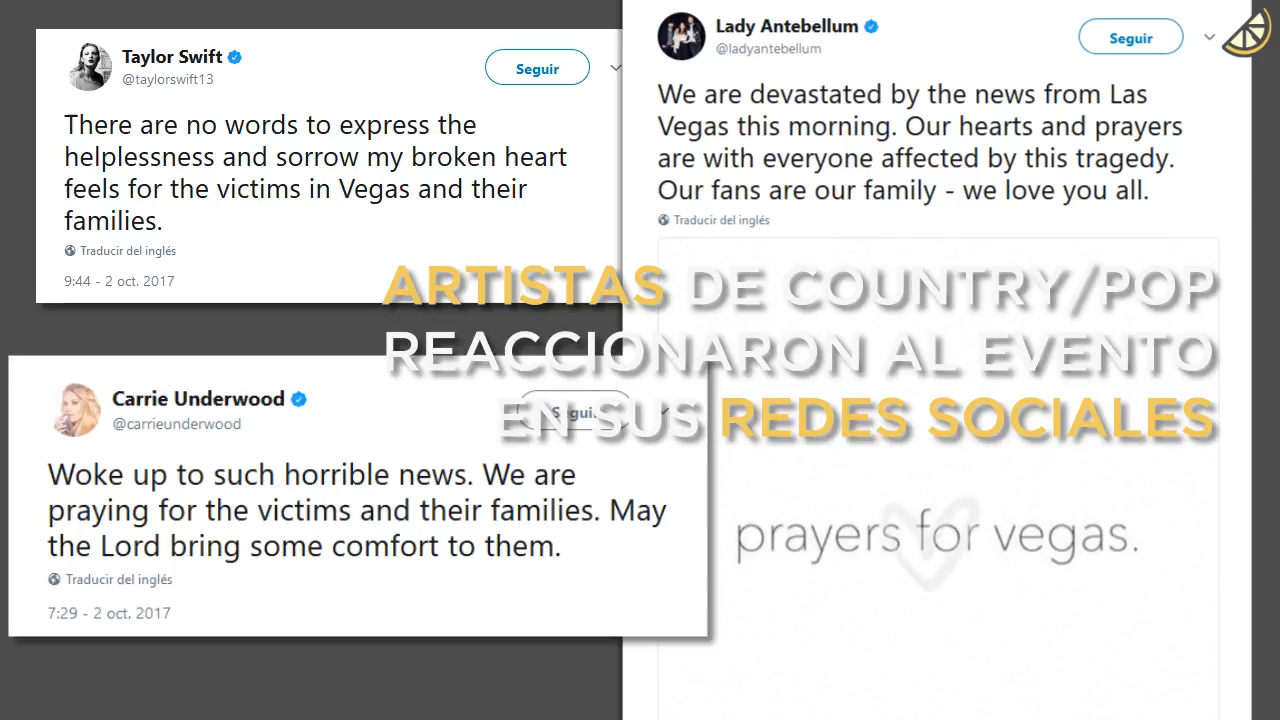 Taylor Swift
@taylorswift13
Seguir
There are no words to express the
helplessness and sorrow my broken heart
feels for the victims in Vegas and their
families.
Traducir del inglés
9:44 - 2 oct. 2017
Lady Antebellum
@ladyantebellum
Seguir
We are devastated by the news from Las
Vegas this morning. Our hearts and prayers
are with everyone affected by this tragedy.
Our fans are our family - we love you all.
Traducir del inglés
ARTISTAS DE COUNTRY/POP
REACCIONARON AL EVENTO
EN SUS REDES SOCIALES
Carrie Underwood
@carrieunderwood
Seguir
Woke up to such horrible news. We are
praying for the victims and their families. May
the Lord bring some comfort to them.
Traducir del inglés
7:29 - 2 oct. 2017
prayers for vegas.